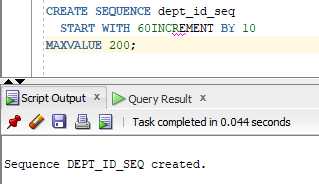 CREATE SEQUENCE dept_id_seq
START WITH 60INCREMENT BY 10
MAXVALUE 200;
Script Output x Query Result x
Task completed in 0.044 seconds
Sequence DEPT_ID_SEQ created.